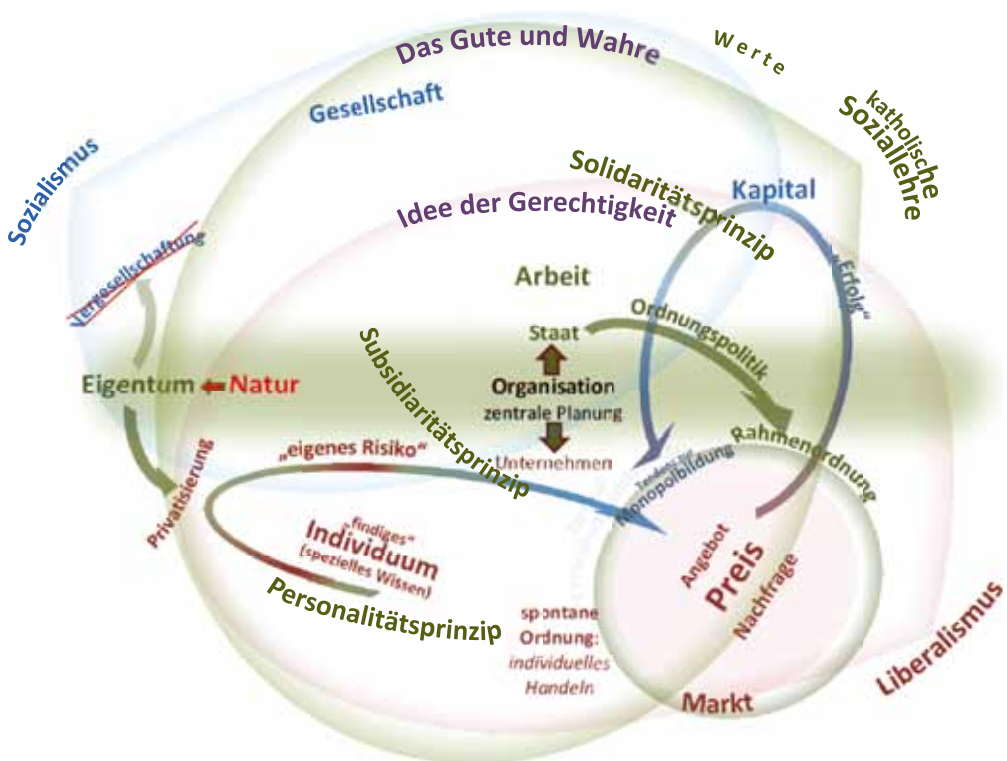 Das Gute und Wahre
Werte
Gesellschaft
katholische
Soziallehre
Sozialismus
Solidaritätsprinzip
Kapital
Idee der Gerechtigkeit
Vergesellschaftung
Arbeit
„Erfolg“
Ordnungspolitik
Staat
Subsidiaritätsprinzip
Eigentum
Natur
Organisation
zentrale Planung
Rahmenordnung
„eigenes Risiko“
Unternehmen
Privatisierung
Tendenz zur
Monopolbildung
„findiges“
Individuum
(spezielles Wissen)
Angebot
Preis
Nachfrage
Personalitätsprinzip
spontane
Ordnung:
individuelles
Handeln
Liberalismus
Markt